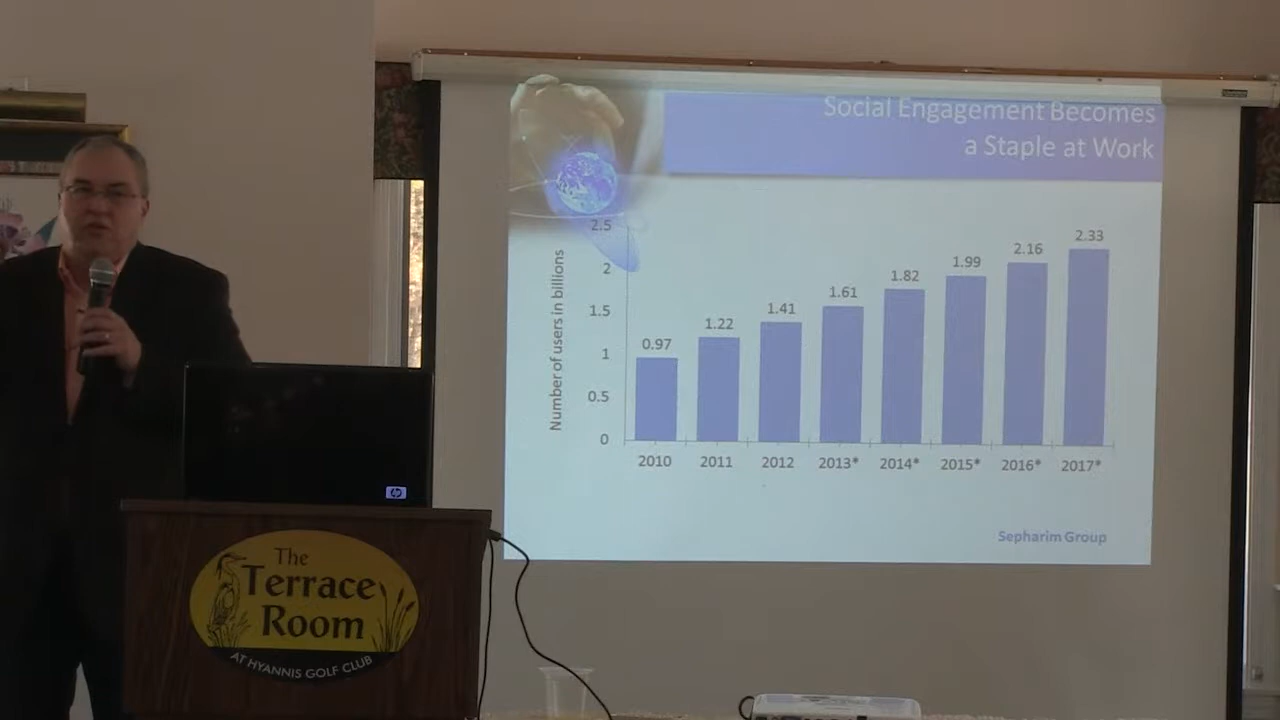 Social Engagement Becomes
a Staple at Work
Number of users in billions
2.5
2
1.5
1
0.5
0
0.97
1.22
1.41
1.61
1.82
1.99
2.16
2.33
2010 2011 2012 2013* 2014* 2015* 2016* 2017*
Sepharim Group
hp
The
Terrace
Room
AT HYANNIS GOLF CLUB